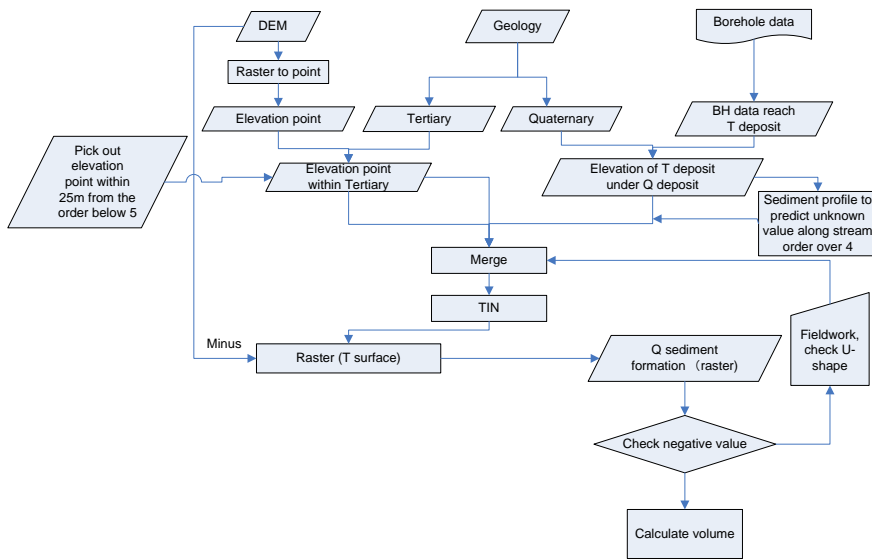 DEM
Geology
Borehole data
Raster to point
Elevation point
Tertiary
Quaternary
BH data reach
T deposit
Pick out
elevation
point within
25m from the
order below 5
Elevation point
within Tertiary
Elevation of T deposit
under Q deposit
Sediment profile to
predict unknown
value along stream
order over 4
Merge
TIN
Minus
Raster (T surface)
Q sediment
formation （raster)
Fieldwork,
check U-
shape
Check negative value
Calculate volume